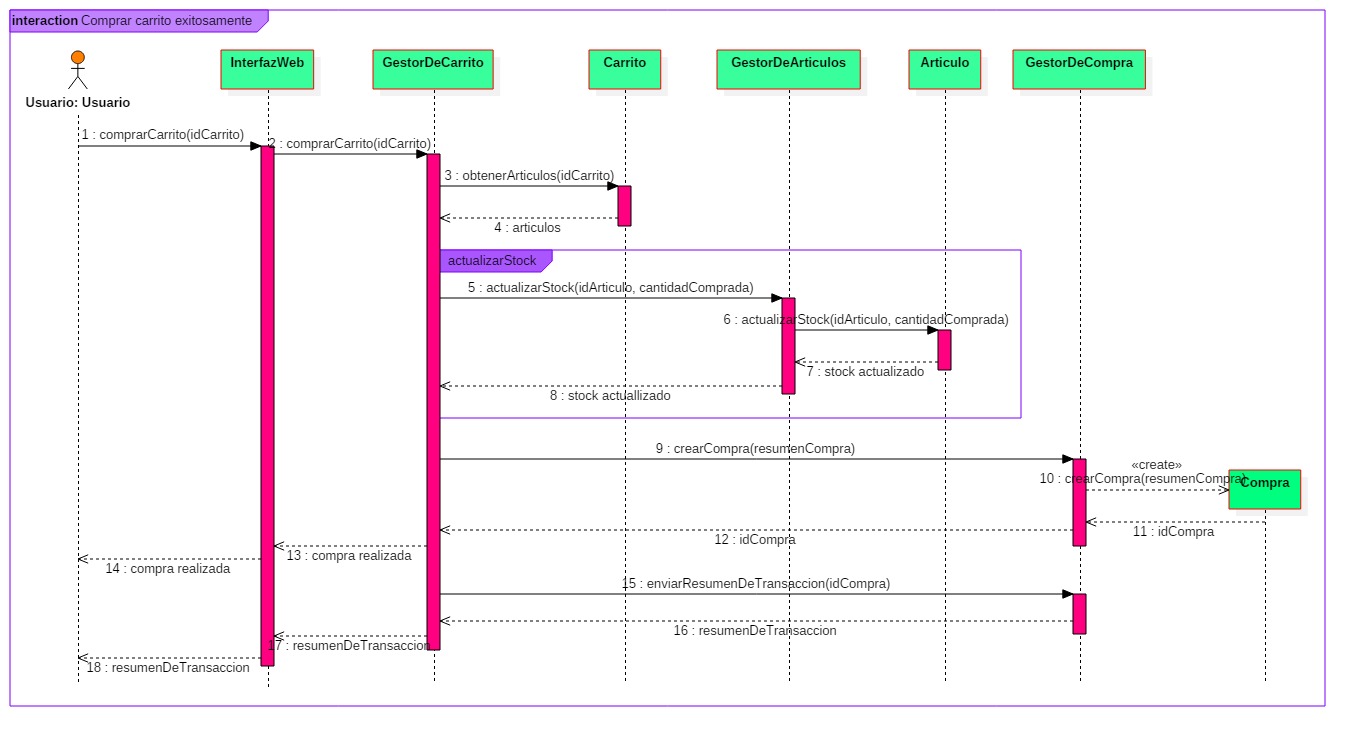 interaction Comprar carrito exitosamente
InterfazWeb
GestorDeCarrito
Carrito
GestorDeArticulos
Articulo
GestorDeCompra
Usuario: Usuario
1 : comprarCarrito(idCarrito)
2 : comprarCarrito(idCarrito)
3 : obtenerArticulos(idCarrito)
4 : articulos
actualizarStock
5 : actualizarStock(idArticulo, cantidadComprada)
6 : actualizarStock(idArticulo, cantidadComprada)
7 : stock actualizado
8 : stock actuallizado
9 : crearCompra(resumenCompra)
«create»
10 : crearCompra(resumenCompra)
Compra
11 : idCompra
12 : idCompra
13 : compra realizada
14 : compra realizada
15 : enviarResumenDeTransaccion(idCompra)
16 : resumenDeTransaccion
17 : resumenDeTransaccion
18 : resumenDeTransaccion